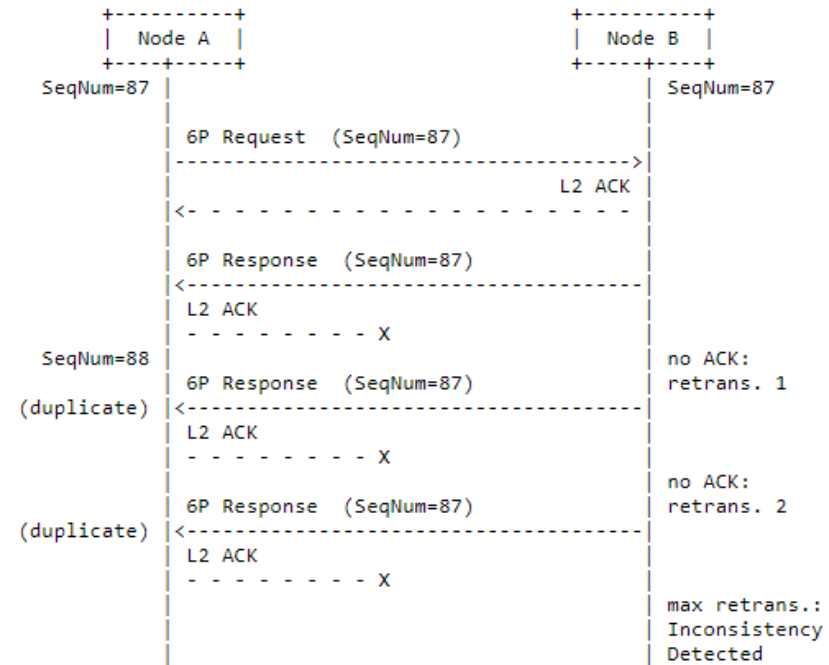 Node A Node B
SeqNum=87 SeqNum=87
6P Request (SeqNum=87)
L2 ACK
6P Response (SeqNum=87)
L2 ACK
X
SeqNum=88 no ACK:
6P Response (SeqNum=87) retrans. 1
(duplicate)
L2 ACK
X
no ACK:
6P Response (SeqNum=87) retrans. 2
(duplicate)
L2 ACK
X
max retrans.:
Inconsistency
Detected